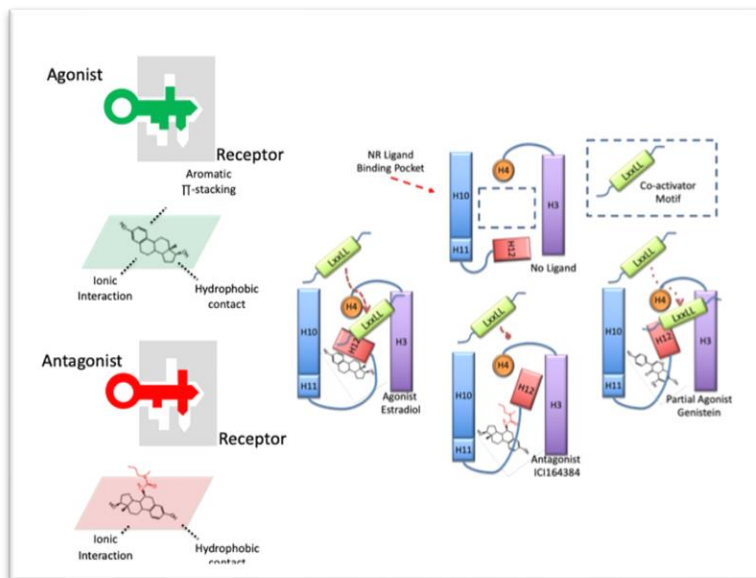 Agonist
Receptor
Aromatic
Π-stacking
Ionic
Interaction
Hydrophobic
contact
Antagonist
Receptor
Ionic
Interaction
Hydrophobic
contact
NR Ligand
Binding Pocket
H10
H11
H4
H3
H12
No Ligand
LxxLL
Co-activator
Motif
LxxLL
H4
LxxLL
H10
H12
H3
H11
Agonist
Estradiol
LxxLL
H4
H10
H12
H3
H11
Antagonist
ICI164384
LxxLL
H4
LxxLL
H10
H12
H3
H11
Partial Agonist
Genistein